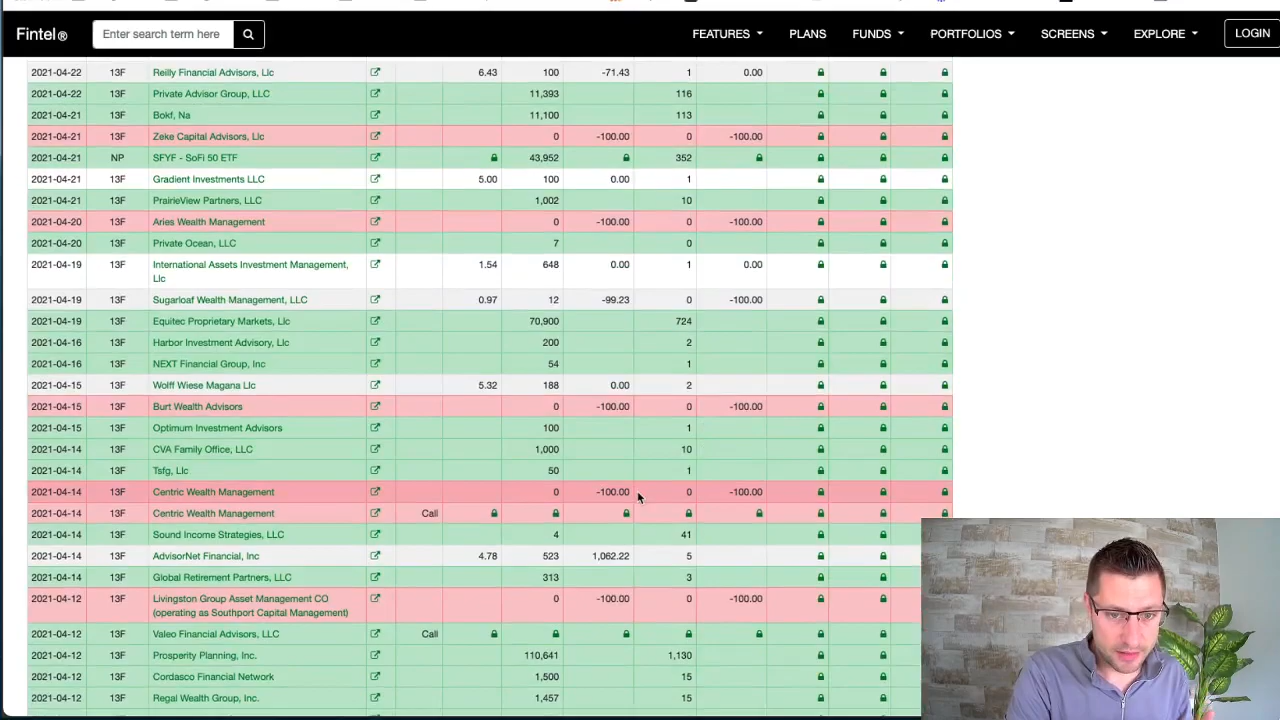 Fintel®
Enter search term here
FEATURES PLANS FUNDS PORTFOLIOS SCREENS EXPLORE LOGIN
2021-04-22 13F Reilly Financial Advisors, Llc 6.43 100 -71.43 1 0.00
2021-04-22 13F Private Advisor Group, LLC 11,393 116
2021-04-21 13F Bokf, Na 11,100 113
2021-04-21 13F Zeke Capital Advisors, Llc 0 -100.00 0 -100.00
2021-04-21 NP SFYF - SoFi 50 ETF 43,952 352
2021-04-21 13F Gradient Investments LLC 5.00 100 0.00 1
2021-04-21 13F PrairieView Partners, LLC 1,002 10
2021-04-20 13F Aries Wealth Management 0 -100.00 0 -100.00
2021-04-20 13F Private Ocean, LLC 7 0
2021-04-19 13F International Assets Investment Management, 1.54 648 0.00 1 0.00
Llc
2021-04-19 13F Sugarloaf Wealth Management, LLC 0.97 12 -99.23 0 -100.00
2021-04-19 13F Equitec Proprietary Markets, Llc 70,900 724
2021-04-16 13F Harbor Investment Advisory, Llc 200 2
2021-04-16 13F NEXT Financial Group, Inc 54 1
2021-04-15 13F Wolff Wiese Magana Llc 5.32 188 0.00 2
2021-04-15 13F Burt Wealth Advisors 0 -100.00 0 -100.00
2021-04-15 13F Optimum Investment Advisors 100 1
2021-04-14 13F CVA Family Office, LLC 1,000 10
2021-04-14 13F Tsfg, Llc 50 1
2021-04-14 13F Centric Wealth Management 0 -100.00 0 -100.00
2021-04-14 13F Centric Wealth Management Call
2021-04-14 13F Sound Income Strategies, LLC 4 41
2021-04-14 13F AdvisorNet Financial, Inc 4.78 523 1,062.22 5
2021-04-14 13F Global Retirement Partners, LLC 313 3
2021-04-12 13F Livingston Group Asset Management CO 0 -100.00 0 -100.00
(operating as Southport Capital Management)
2021-04-12 13F Valeo Financial Advisors, LLC Call
2021-04-12 13F Prosperity Planning, Inc. 110,641 1,130
2021-04-12 13F Cordasco Financial Network 1,500 15
2021-04-12 13F Regal Wealth Group, Inc. 1,457 15